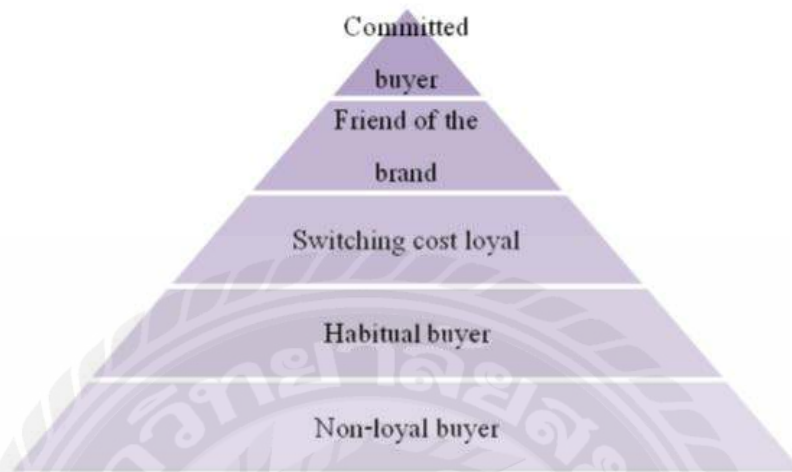 Committed
buyer
Friend of the
brand
Switching cost loyal
Habitual buyer
Non-loyal buyer